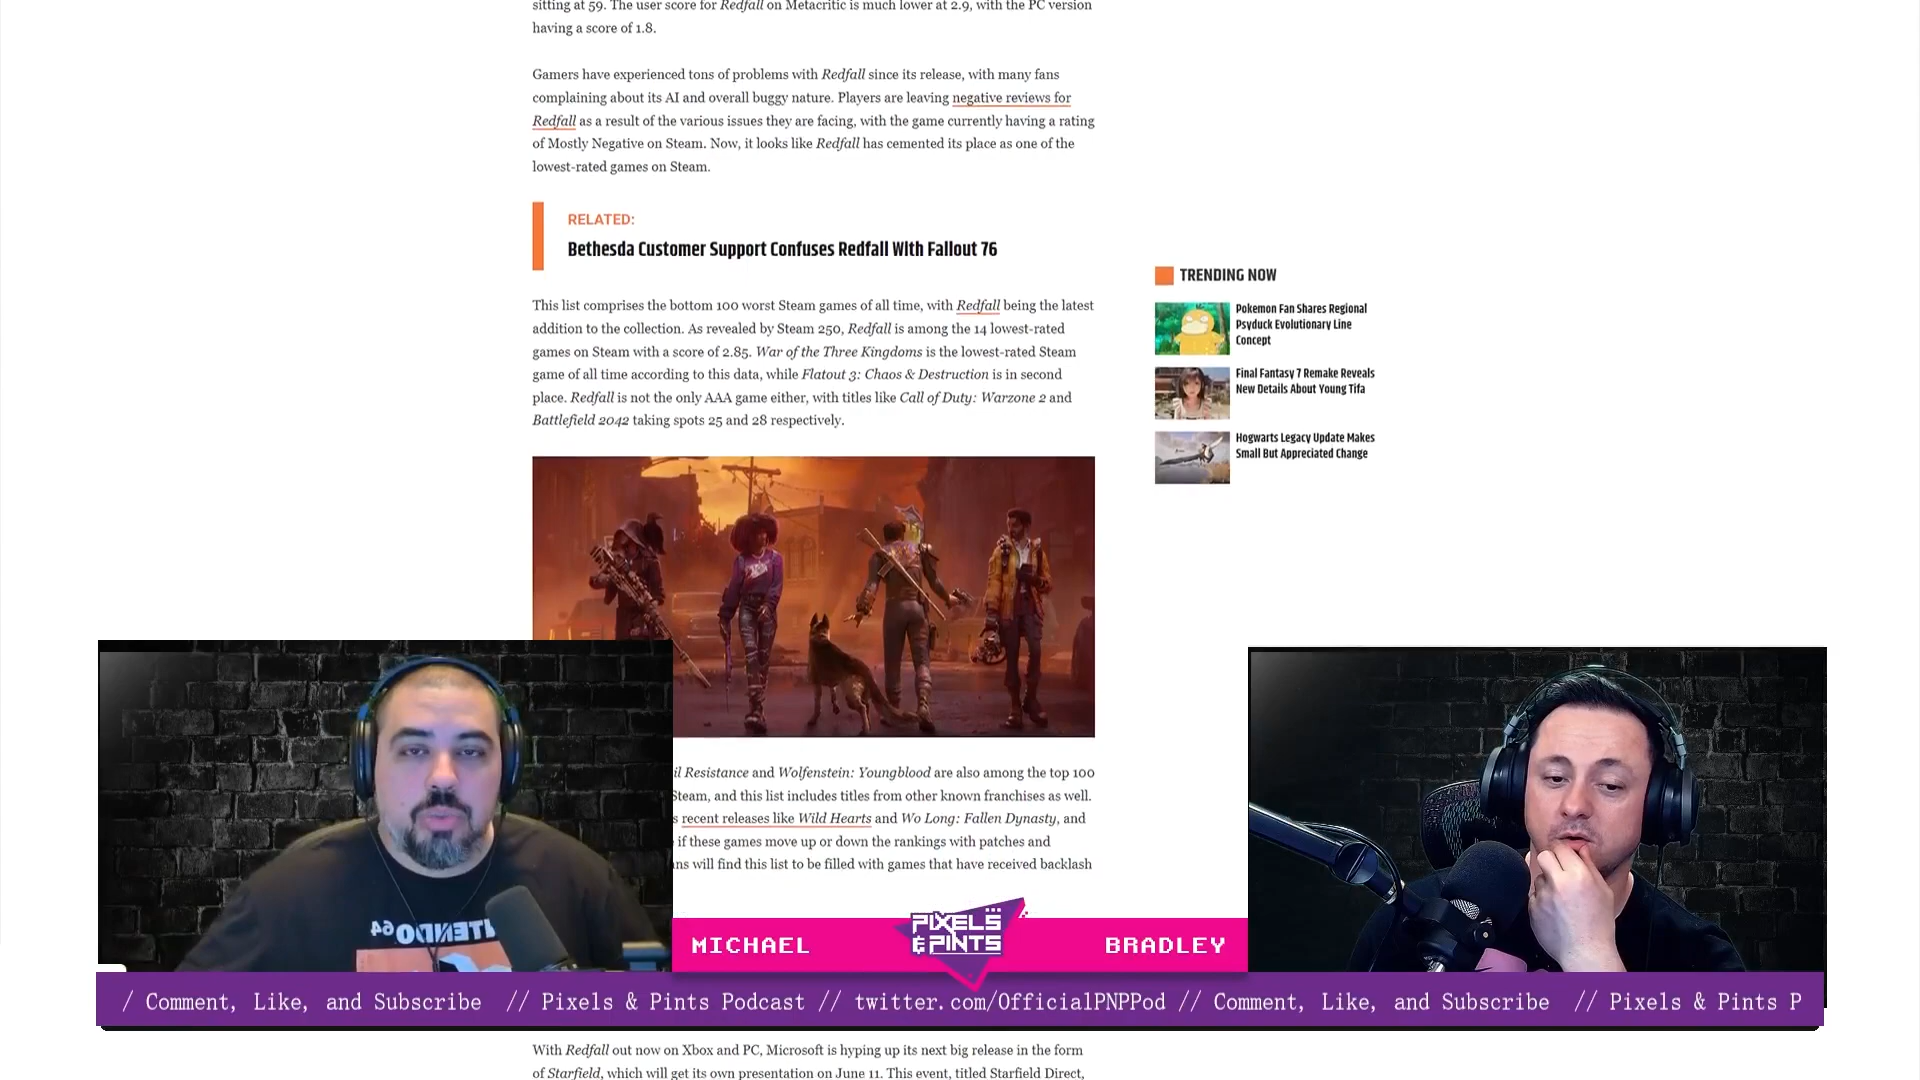 sitting at 59. The user score for Redfall on Metacritic is much lower at 2.9, with the PC version
having a score of 1.8.
Gamers have experienced tons of problems with Redfall since its release, with many fans
complaining about its AI and overall buggy nature. Players are leaving negative reviews for
Redfall as a result of the various issues they are facing, with the game currently having a rating
of Mostly Negative on Steam. Now, it looks like Redfall has cemented its place as one of the
lowest-rated games on Steam.
RELATED:
Bethesda Customer Support Confuses Redfall With Fallout 76
This list comprises the bottom 100 worst Steam games of all time, with Redfall being the latest
addition to the collection. As revealed by Steam 250, Redfall is among the 14 lowest-rated
games on Steam with a score of 2.85. War of the Three Kingdoms is the lowest-rated Steam
game of all time according to this data, while Flatout 3: Chaos & Destruction is in second
place. Redfall is not the only AAA game either, with titles like Call of Duty: Warzone 2 and
Battlefield 2042 taking spots 25 and 28 respectively.
TRENDING NOW
Pokemon Fan Shares Regional
Psyduck Evolutionary Line
Concept
Final Fantasy 7 Remake Reveals
New Details About Young Tifa
Hogwarts Legacy Update Makes
Small But Appreciated Change
il Resistance and Wolfenstein: Youngblood are also among the top 100
Steam, and this list includes titles from other known franchises as well.
s recent releases like Wild Hearts and Wo Long: Fallen Dynasty, and
if these games move up or down the rankings with patches and
ns will find this list to be filled with games that have received backlash
ITENDO64
MICHAEL
PIXELS
& PINTS
BRADLEY
/ Comment, Like, and Subscribe // Pixels & Pints Podcast // twitter.com/OfficialPNPPod // Comment, Like, and Subscribe // Pixels & Pints P
With Redfall out now on Xbox and PC, Microsoft is hyping up its next big release in the form
of Starfield, which will get its own presentation on June 11. This event, titled Starfield Direct,